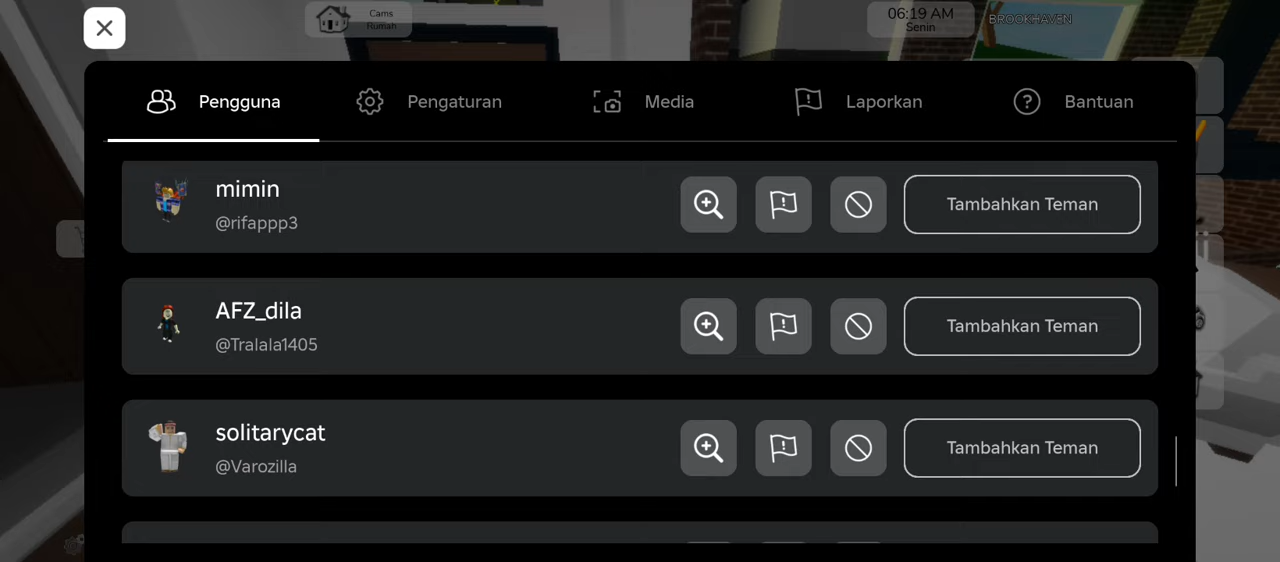 Cams
Rumah
06:19 AM
Senin
BROOKHAVEN
Pengguna
Pengaturan
Media
Laporkan
Bantuan
mimin
@rifappp3
Tambahkan Teman
AFZ_dila
@Tralala1405
Tambahkan Teman
solitarycat
@Varozilla
Tambahkan Teman